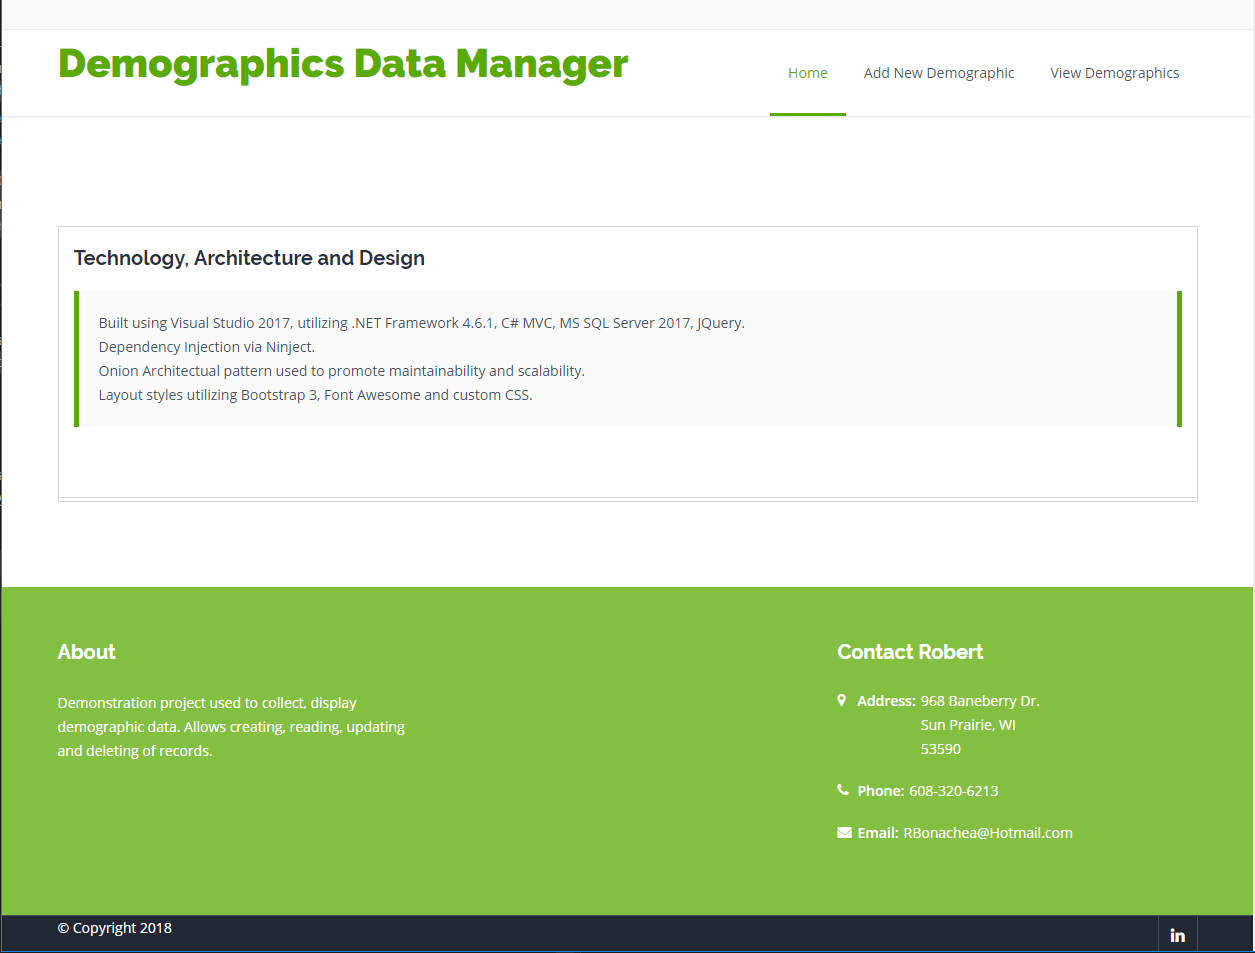 Demographics Data Manager
Home
Add New Demographic
View Demographics
Technology, Architecture and Design
Built using Visual Studio 2017, utilizing .NET Framework 4.6.1, C# MVC, MS SQL Server 2017, JQuery.
Dependency Injection via Ninject.
Onion Architectual pattern used to promote maintainability and scalability.
Layout styles utilizing Bootstrap 3, Font Awesome and custom CSS.
About
Demonstration project used to collect, display
demographic data. Allows creating, reading, updating
and deleting of records.
Contact Robert
Address: 968 Baneberry Dr.
Sun Prairie, WI
53590
Phone: 608-320-6213
Email: RBonachea@Hotmail.com
© Copyright 2018
in